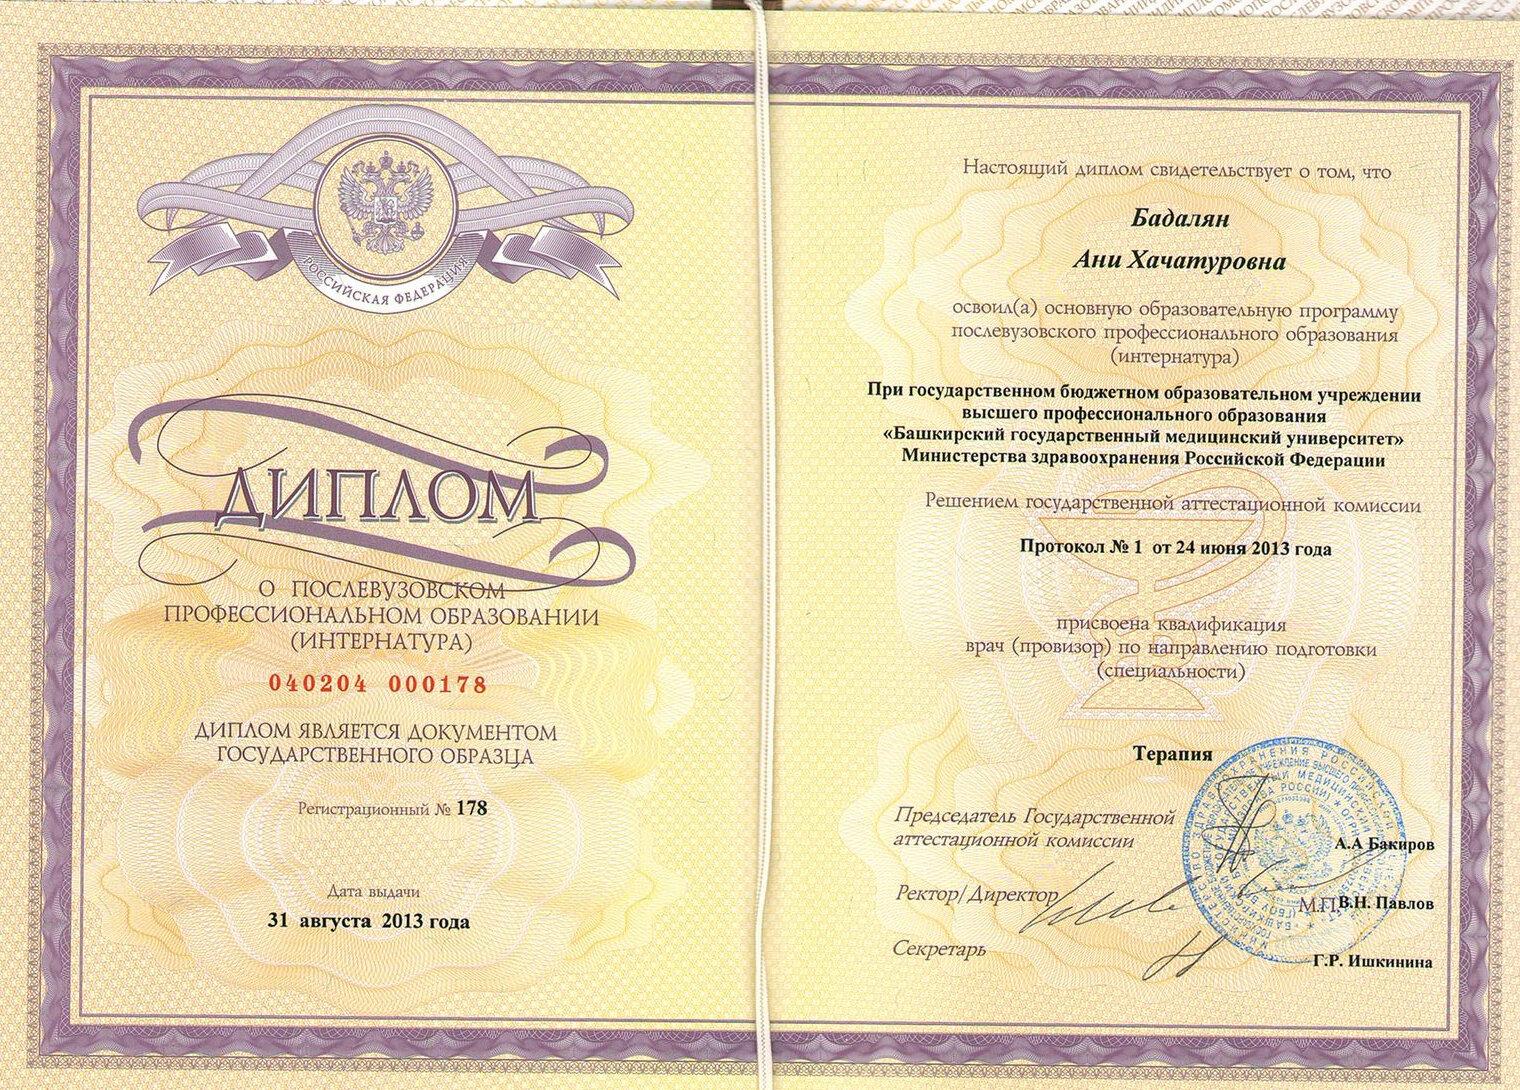 РОССИЙСКАЯ ФЕДЕРАЦИЯ
ДИПЛОМ
О ПОСЛЕВУЗОВСКОМ
ПРОФЕССИОНАЛЬНОМ ОБРАЗОВАНИИ
(ИНТЕРНАТУРА)
040204 000178
ДИПЛОМ ЯВЛЯЕТСЯ ДОКУМЕНТОМ
ГОСУДАРСТВЕННОГО ОБРАЗЦА
Регистрационный № 178
Дата выдачи
31 августа 2013 года
Настоящий диплом свидетельствует о том, что
Бадалян
Ани Хачатуровна
освоил(а) основную образовательную программу
послевузовского профессионального образования
(интернатура)
При государственном бюджетном образовательном учреждении
высшего профессионального образования
«Башкирский государственный медицинский университет»
Министерства здравоохранения Российской Федерации
Решением государственной аттестационной комиссии
Протокол № 1 от 24 июня 2013 года
присвоена квалификация
врач (провизор) по направлению подготовки
(специальности)
Терапия
Председатель Государственной
аттестационной комиссии
А.А Бакиров
Ректор/Директор
М.П.
В.Н. Павлов
Секретарь
Г.Р. Ишкинина